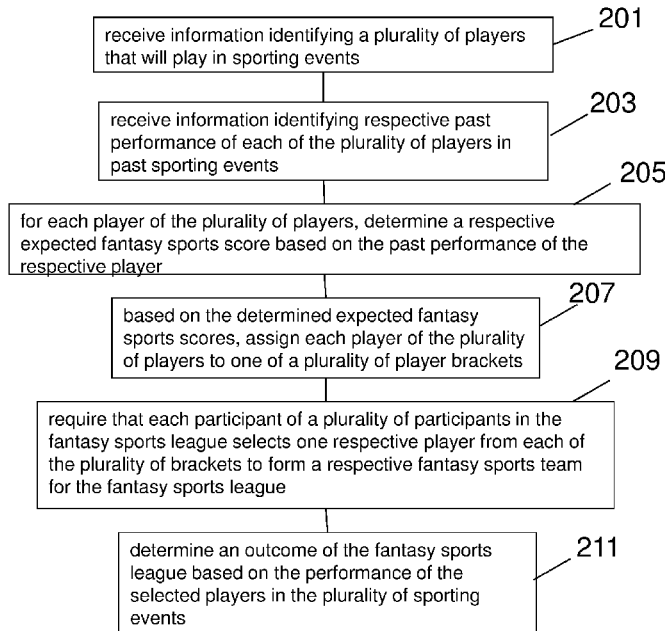 201
receive information identifying a plurality of players
that will play in sporting events
203
receive information identifying respective past
performance of each of the plurality of players in
past sporting events
205
for each player of the plurality of players, determine a respective
expected fantasy sports score based on the past performance of the
respective player
207
based on the determined expected fantasy
sports scores, assign each player of the plurality
of players to one of a plurality of player brackets
209
require that each participant of a plurality of participants in the
fantasy sports league selects one respective player from each of
the plurality of brackets to form a respective fantasy sports team
for the fantasy sports league
211
determine an outcome of the fantasy sports
league based on the performance of the
selected players in the plurality of sporting
events